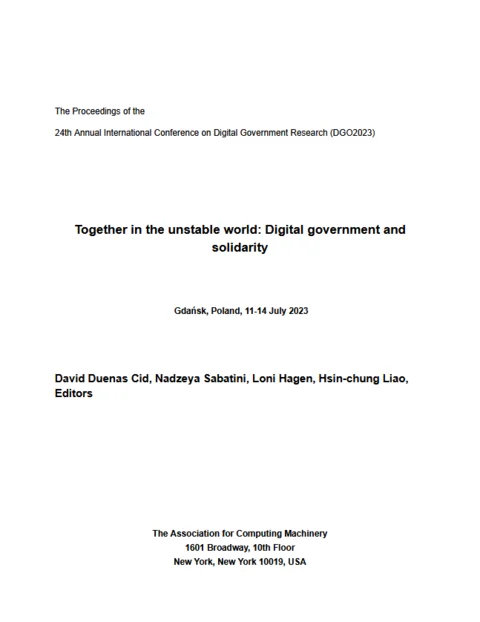 The Proceedings of the
24th Annual International Conference on Digital Government Research (DGO2023)
Together in the unstable world: Digital government and
solidarity
Gdańsk, Poland, 11-14 July 2023
David Duenas Cid, Nadzeya Sabatini, Loni Hagen, Hsin-chung Liao,
Editors
The Association for Computing Machinery
1601 Broadway, 10th Floor
New York, New York 10019, USA